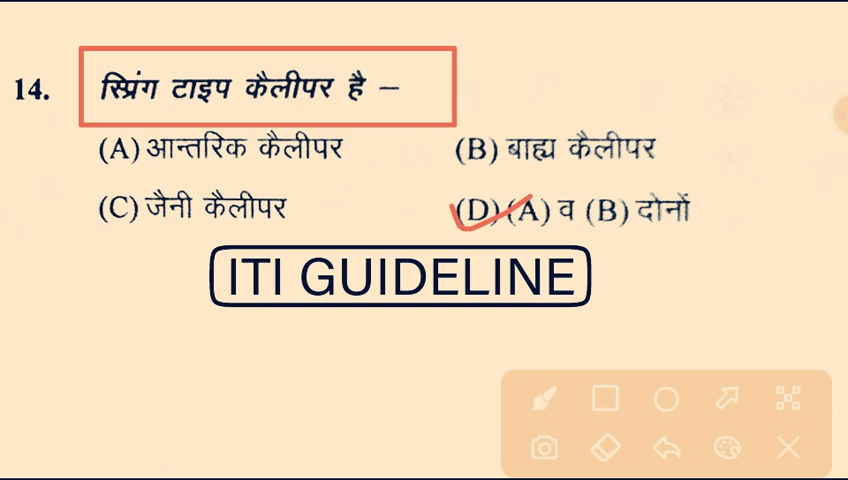 14. स्प्रिंग टाइप कैलीपर है –
(A) आन्तरिक कैलीपर (B) बाह्य कैलीपर
(C) जैनी कैलीपर (D) (A) व (B) दोनों
ITI GUIDELINE